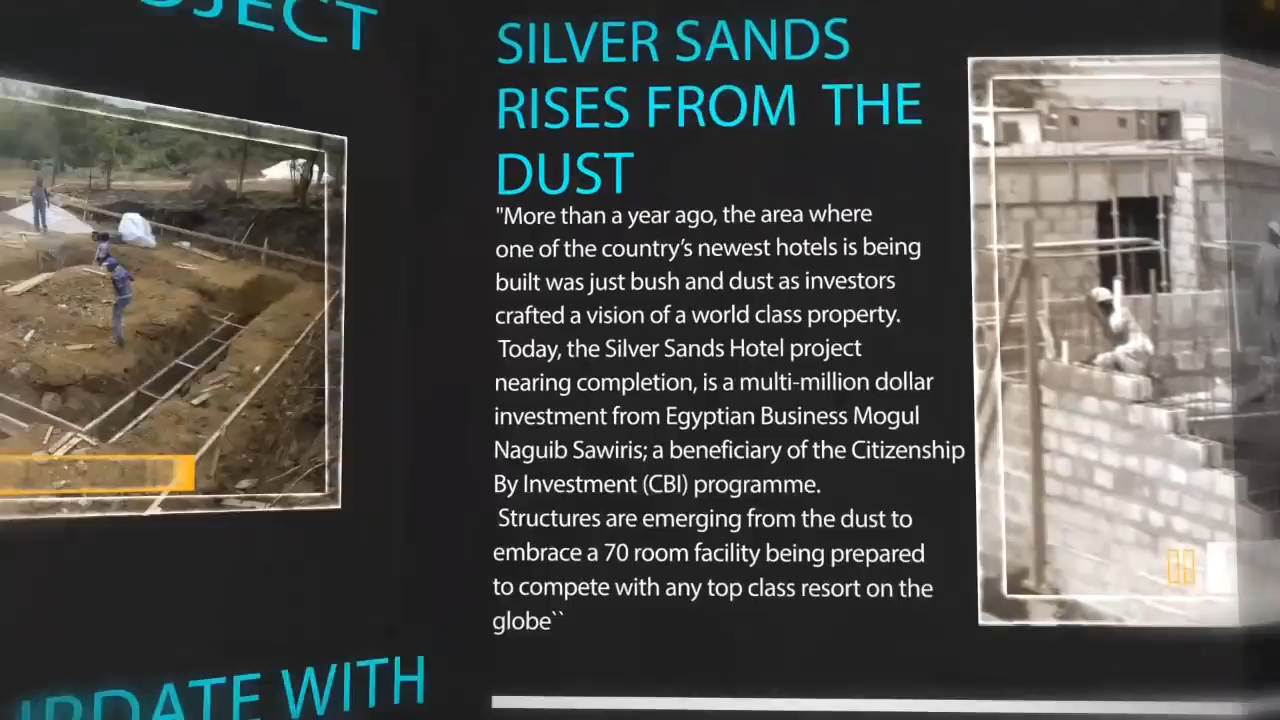 SILVER SANDS
RISES FROM THE
DUST
"More than a year ago, the area where
one of the country's newest hotels is being
built was just bush and dust as investors
crafted a vision of a world class property.
Today, the Silver Sands Hotel project
nearing completion, is a multi-million dollar
investment from Egyptian Business Mogul
Naguib Sawiris; a beneficiary of the Citizenship
By Investment (CBI) programme.
Structures are emerging from the dust to
embrace a 70 room facility being prepared
to compete with any top class resort on the
globe``
UPDATE WITH